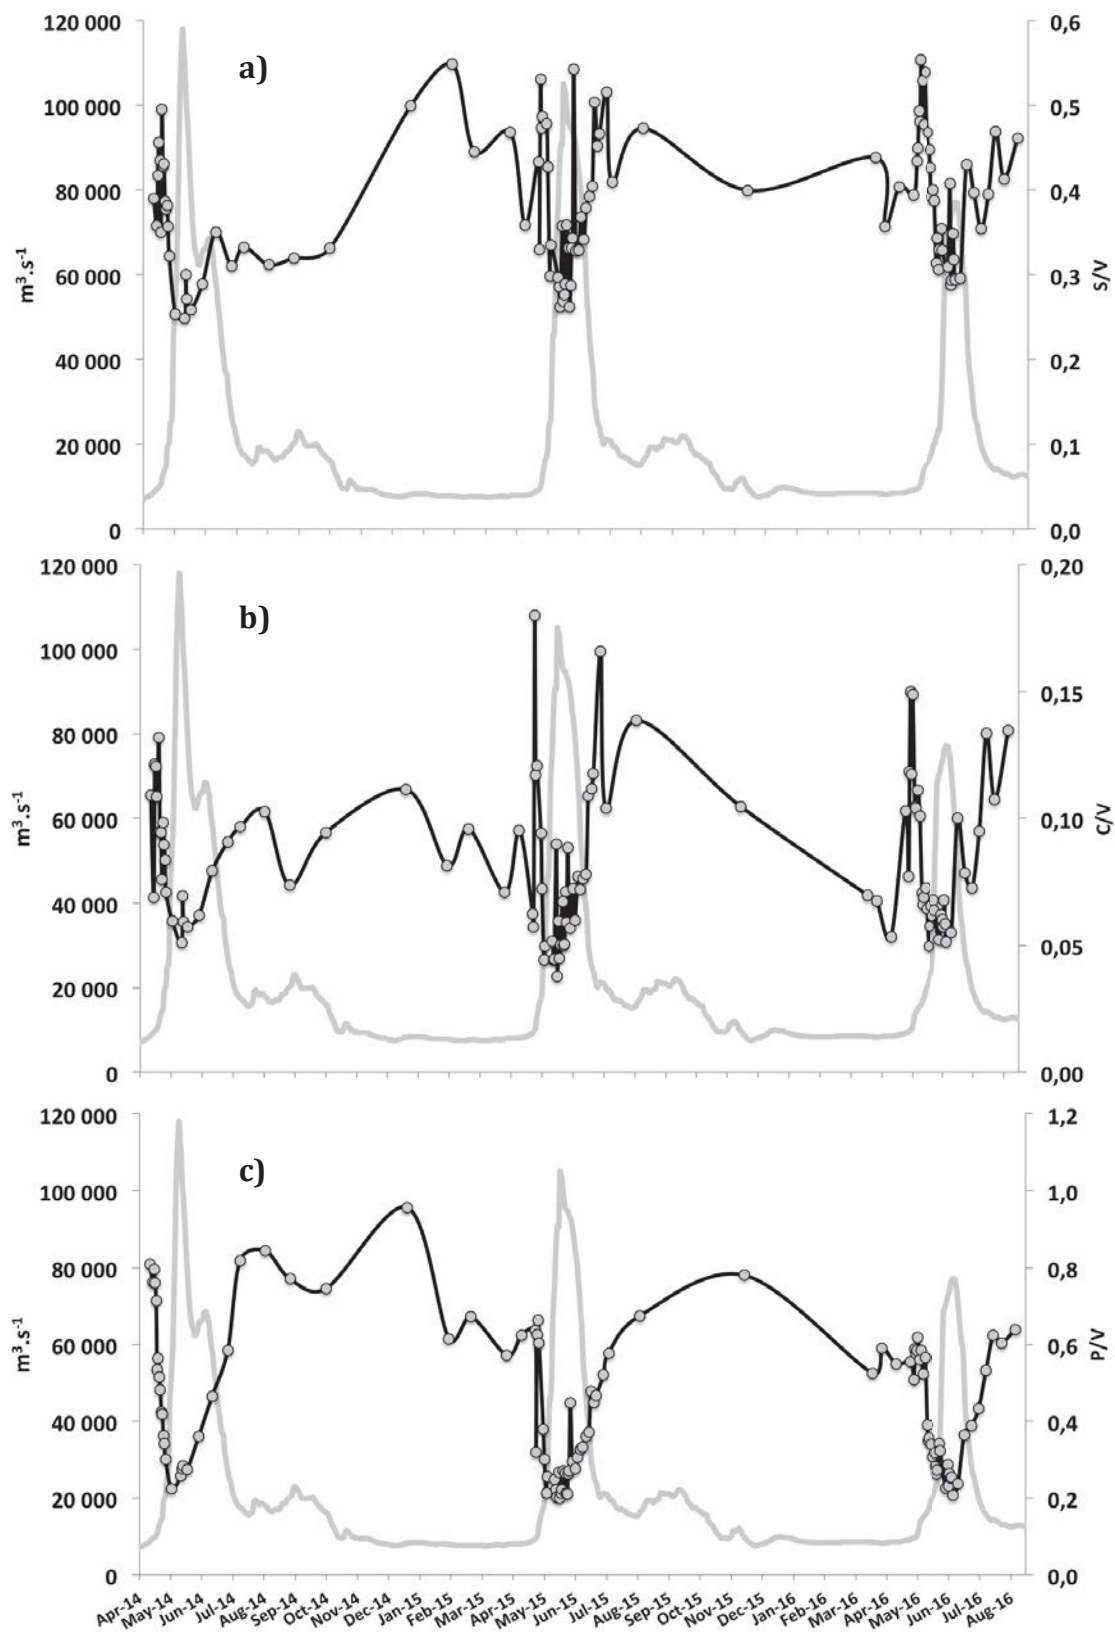 a)
120 000
100 000
80 000
60 000
40 000
20 000
0
m³.s⁻¹
0,6
0,5
0,4
0,3
0,2
0,1
0,0
S/V
b)
120 000
100 000
80 000
60 000
40 000
20 000
0
m³.s⁻¹
0,20
0,15
0,10
0,05
0,00
C/V
c)
120 000
100 000
80 000
60 000
40 000
20 000
0
m³.s⁻¹
1,2
1,0
0,8
0,6
0,4
0,2
0,0
P/V
Apr-14
May-14
Jun-14
Jul-14
Aug-14
Sep-14
Oct-14
Nov-14
Dec-14
Jan-15
Feb-15
Mar-15
Apr-15
May-15
Jun-15
Jul-15
Aug-15
Sep-15
Oct-15
Nov-15
Dec-15
Jan-16
Feb-16
Mar-16
Apr-16
May-16
Jun-16
Jul-16
Aug-16